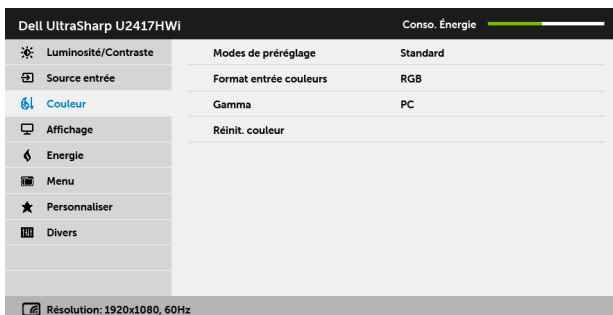 Dell UltraSharp U2417HWi Conso. Énergie
Luminosité/Contraste Modes de préréglage Standard
Source entrée Format entrée couleurs RGB
Couleur Gamma PC
Affichage Réinit. couleur
Energie
Menu
Personnaliser
Divers
Résolution: 1920x1080, 60Hz